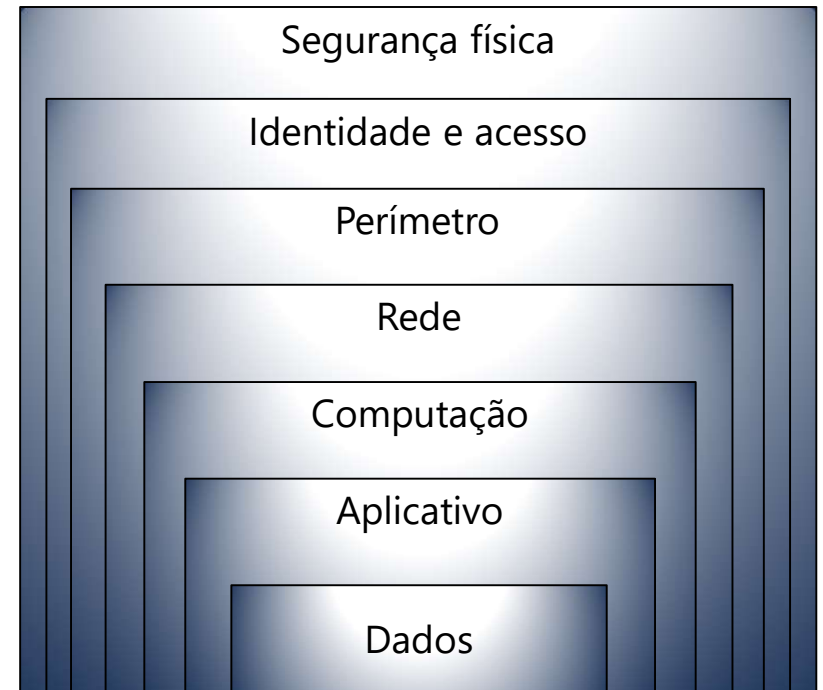 Segurança física
Identidade e acesso
Perímetro
Rede
Computação
Aplicativo
Dados